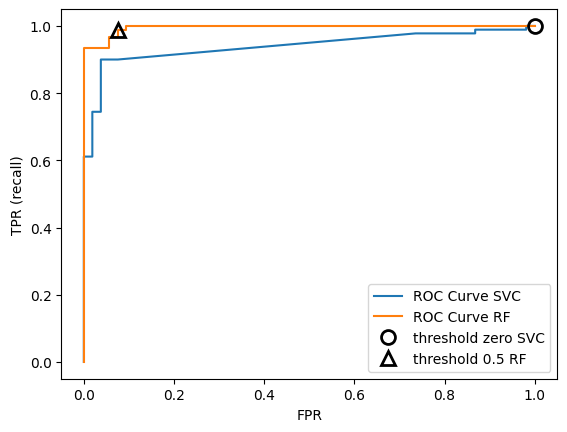 1.0
0.8
0.6
0.4
0.2
0.0
TPR (recall)
0.0 0.2 0.4 0.6 0.8 1.0
FPR
ROC Curve SVC
ROC Curve RF
threshold zero SVC
threshold 0.5 RF